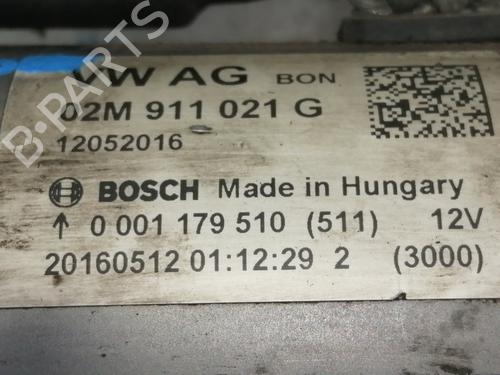 VW AG BON
02M 911 021 G
12052016
BOSCH Made in Hungary
↑ 0 001 179 510 (511) 12V
20160512 01:12:29 2 (3000)
B-PARTS